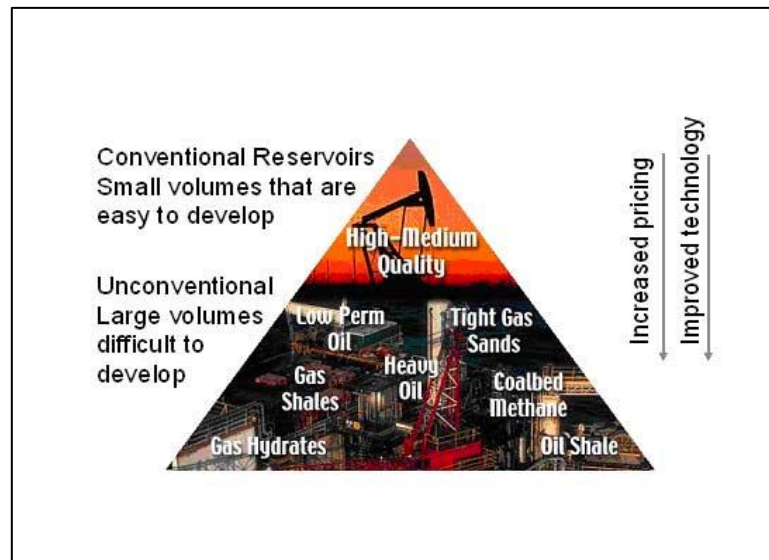 Conventional Reservoirs
Small volumes that are
easy to develop
Unconventional
Large volumes
difficult to
develop
High-Medium
Quality
Low Perm
Oil
Tight Gas
Sands
Gas
Shales
Heavy
Oil
Coalbed
Methane
Gas Hydrates
Oil Shale
Increased pricing
Improved technology